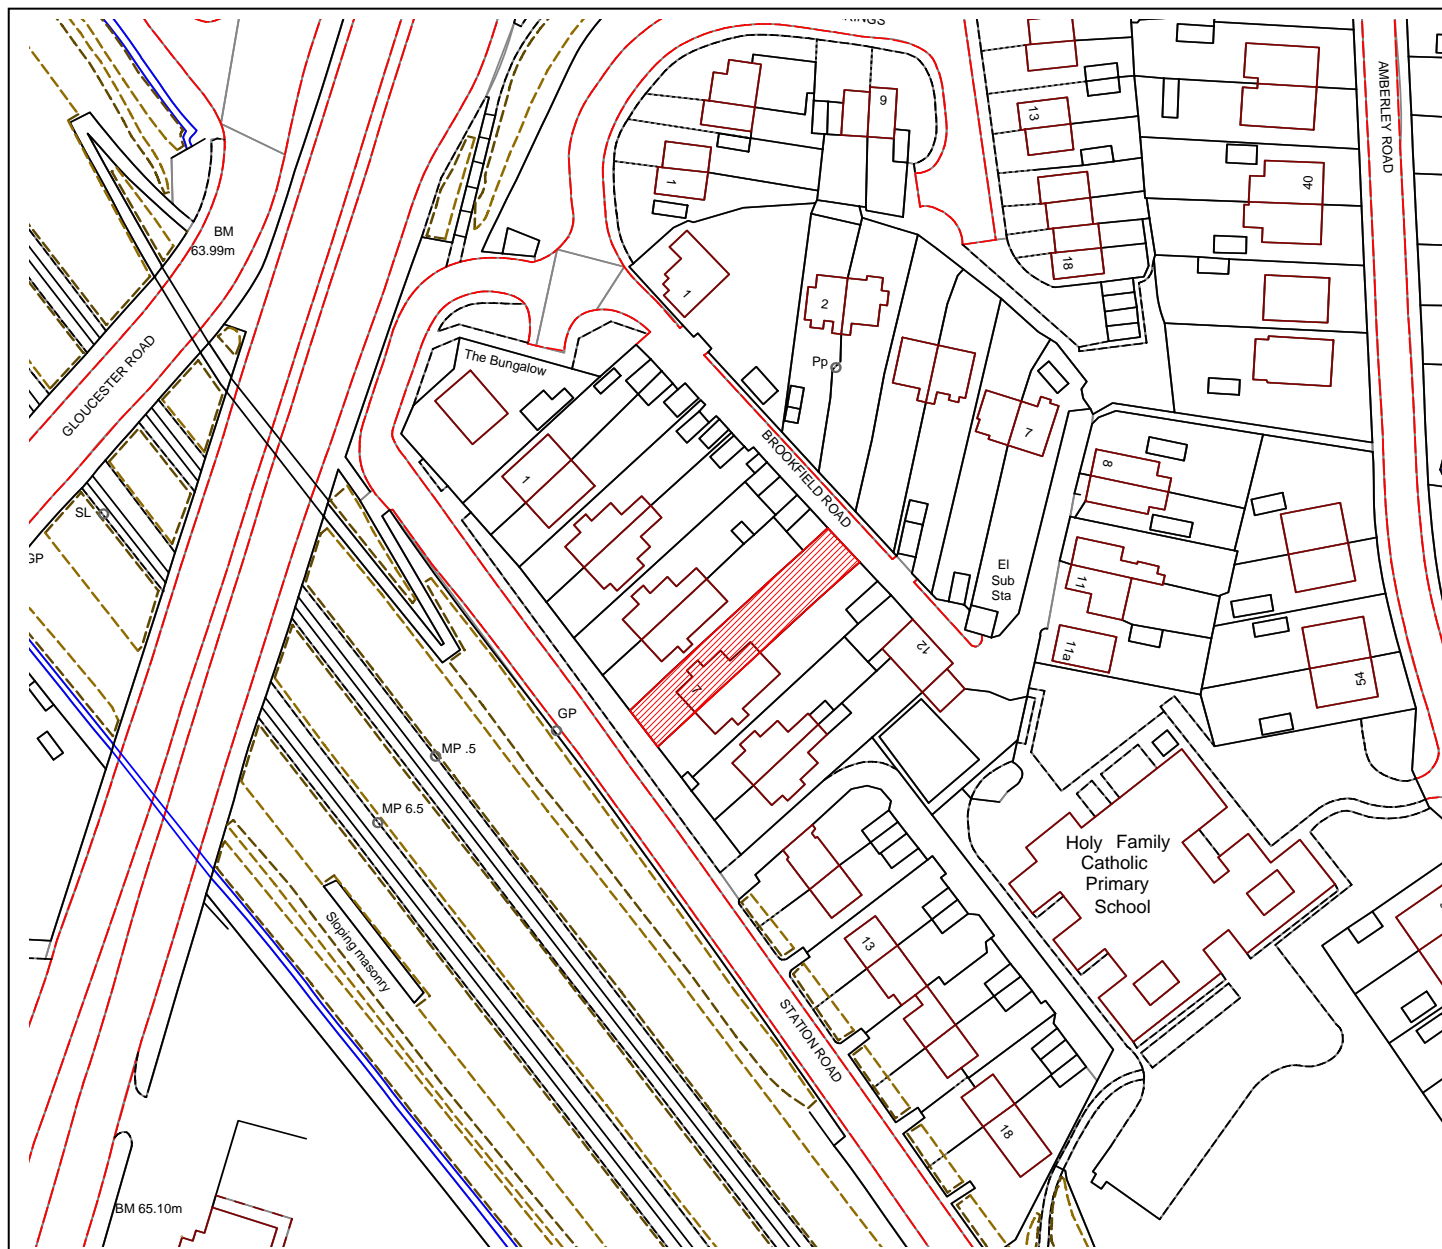 AMBERLEY ROAD
9
13
1
40
BM
63.99m
18
1
2
GLOUCESTER ROAD
The Bungalow
Pp
7
BROOKFIELD ROAD
8
1
SL
GP
El
Sub
Sta
11
11a
12
54
7
GP
MP .5
MP 6.5
Holy Family
Catholic
Primary
School
Sloping masonry
13
STATION ROAD
18
BM 65.10m